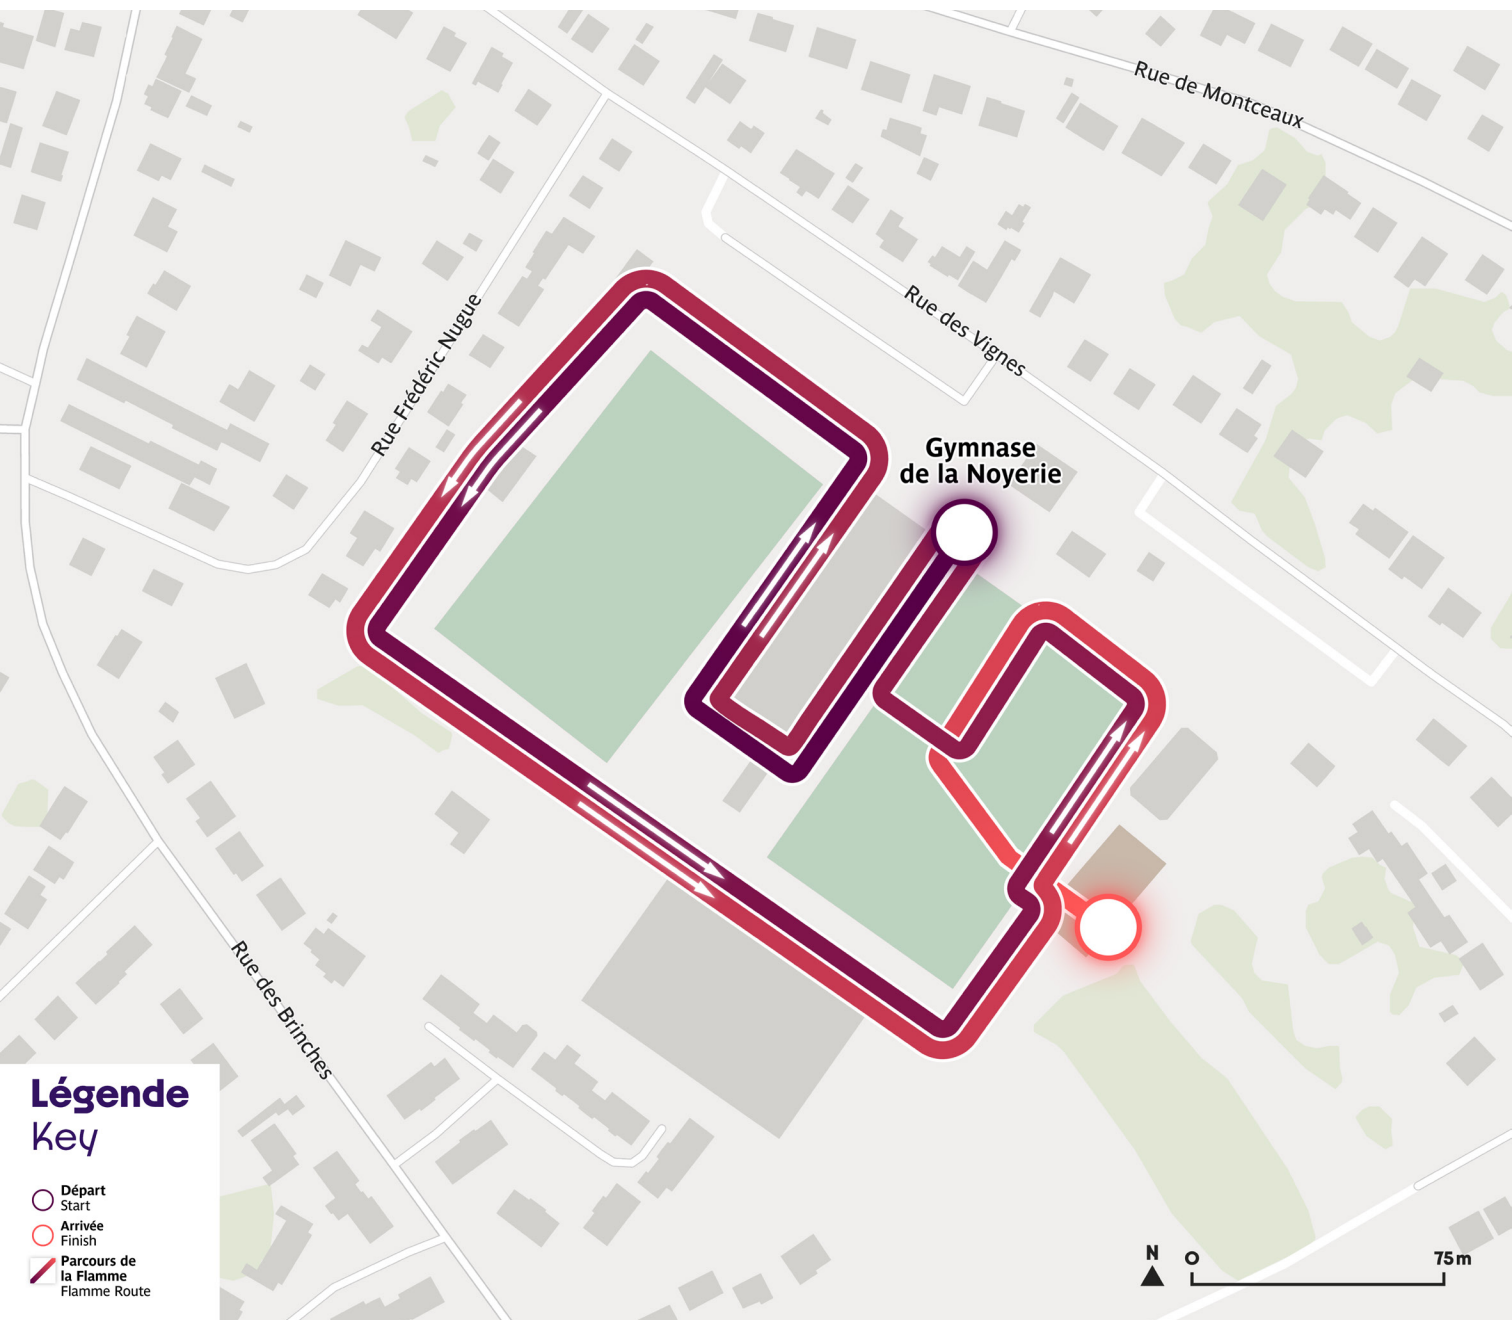 Rue de Montceaux
Rue des Vignes
Rue Frédéric Nugue
Gymnase
de la Noyerie
Rue des Brinches
Légende
Key
Départ
Start
Arrivée
Finish
Parcours de
la Flamme
Flamme Route
N
0
75m